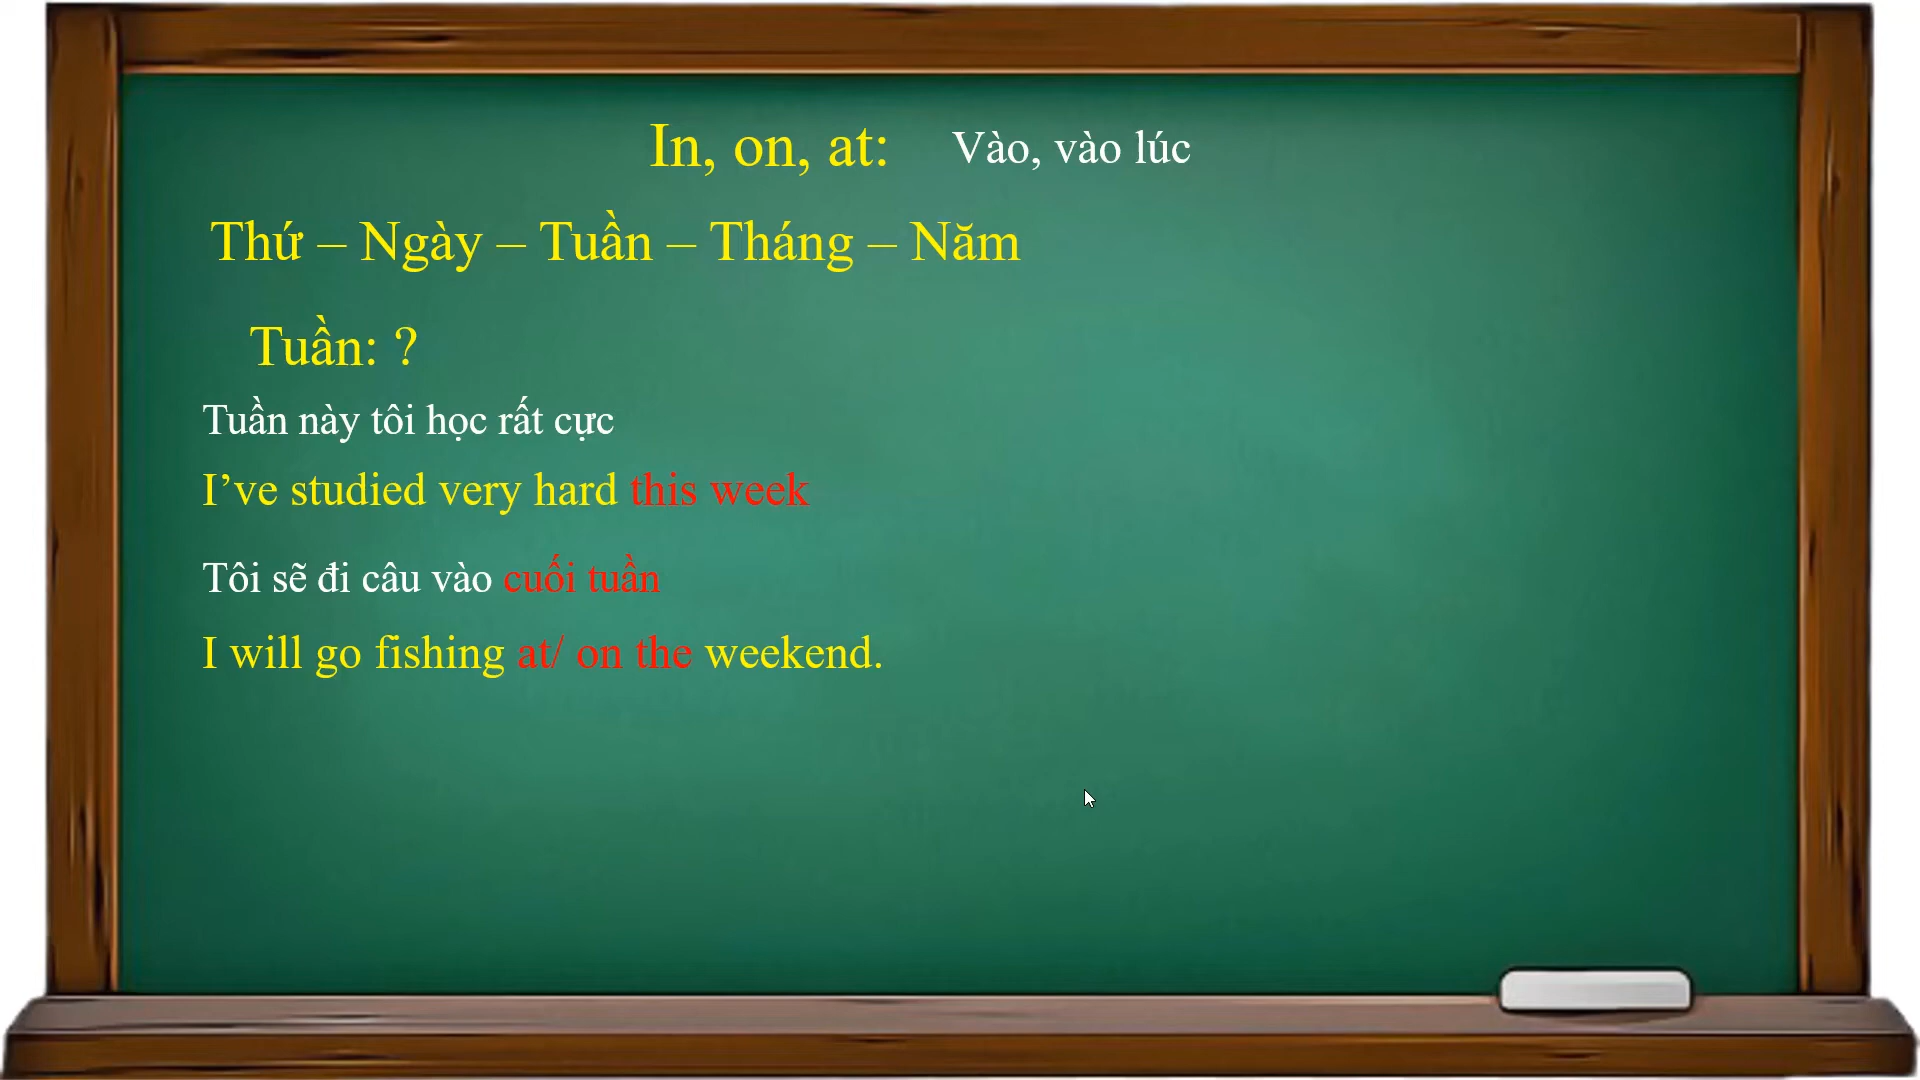 In, on, at: Vào, vào lúc
Thứ – Ngày – Tuần – Tháng – Năm
Tuần: ?
Tuần này tôi học rất cực
I’ve studied very hard this week
Tôi sẽ đi câu vào cuối tuần
I will go fishing at/ on the weekend.